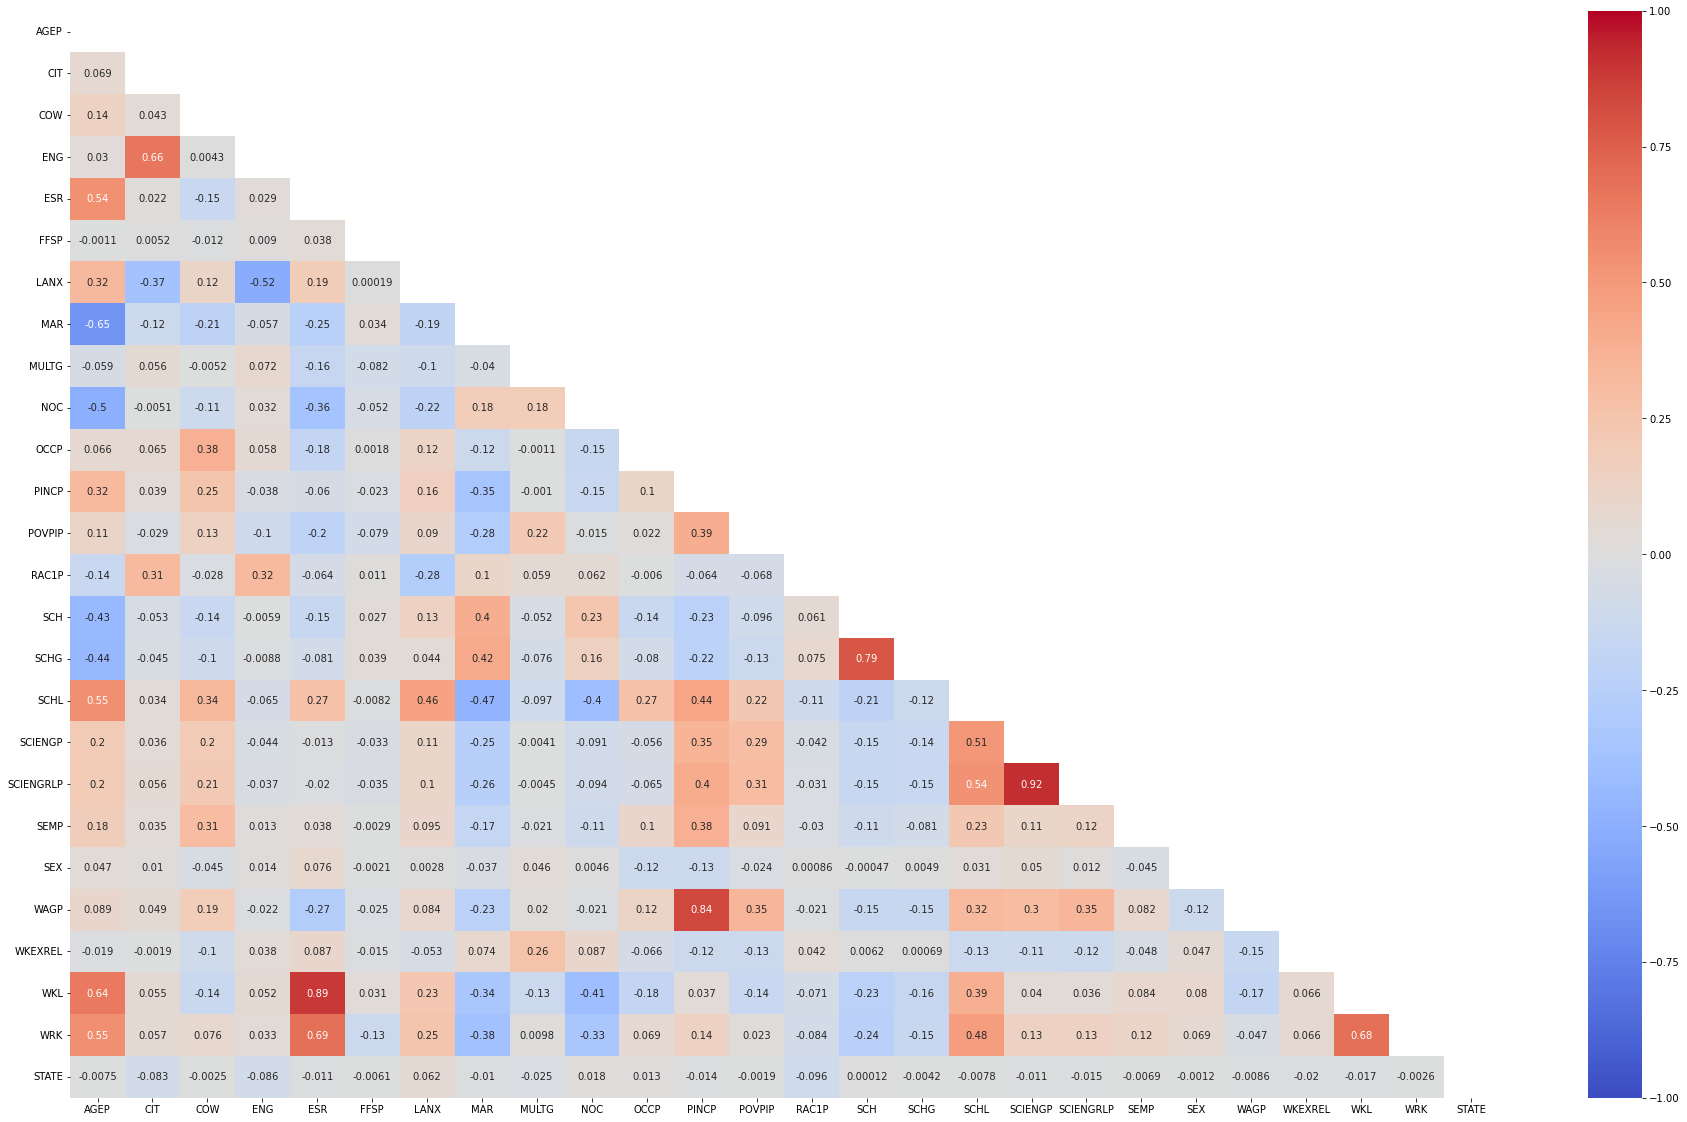 AGEP
CIT 0.069
COW 0.14 0.043
ENG 0.03 0.66 0.0043
ESR 0.54 0.022 -0.15 0.029
FFSP -0.0011 0.0052 -0.012 0.009 0.038
LANX 0.32 -0.37 0.12 -0.52 0.19 0.00019
MAR -0.65 -0.12 -0.21 -0.057 -0.25 0.034 -0.19
MULTG -0.059 0.056 -0.0052 0.072 -0.16 -0.082 -0.1 -0.04
NOC -0.5 -0.0051 -0.11 0.032 -0.36 -0.052 -0.22 0.18 0.18
OCCP 0.066 0.065 0.38 0.058 -0.18 0.0018 0.12 -0.12 -0.0011 -0.15
PINCP 0.32 0.039 0.25 -0.038 -0.06 -0.023 0.16 -0.35 -0.001 -0.15 0.1
POVPIP 0.11 -0.029 0.13 -0.1 -0.2 -0.079 0.09 -0.28 0.22 -0.015 0.022 0.39
RAC1P -0.14 0.31 -0.028 0.32 -0.064 0.011 -0.28 0.1 0.059 0.062 -0.006 -0.064 -0.068
SCH -0.43 -0.053 -0.14 -0.0059 -0.15 0.027 0.13 0.4 -0.052 0.23 -0.14 -0.23 -0.096 0.061
SCHG -0.44 -0.045 -0.1 -0.0088 -0.081 0.039 0.044 0.42 -0.076 0.16 -0.08 -0.22 -0.13 0.075 0.79
SCHL 0.55 0.034 0.34 -0.065 0.27 -0.0082 0.46 -0.47 -0.097 -0.4 0.27 0.44 0.22 -0.11 -0.21 -0.12
SCIENGP 0.2 0.036 0.2 -0.044 -0.013 -0.033 0.11 -0.25 -0.0041 -0.091 -0.056 0.35 0.29 -0.042 -0.15 -0.14 0.51
SCIENGRLP 0.2 0.056 0.21 -0.037 -0.02 -0.035 0.1 -0.26 -0.0045 -0.094 -0.065 0.4 0.31 -0.031 -0.15 -0.15 0.54 0.92
SEMP 0.18 0.035 0.31 0.013 0.038 -0.0029 0.095 -0.17 -0.021 -0.11 0.1 0.38 0.091 -0.03 -0.11 -0.081 0.23 0.11 0.12
SEX 0.047 0.01 -0.045 0.014 0.076 -0.0021 0.0028 -0.037 0.046 0.0046 -0.12 -0.13 -0.024 0.00086 -0.00047 0.0049 0.031 0.05 0.012 -0.045
WAGP 0.089 0.049 0.19 -0.022 -0.27 -0.025 0.084 -0.23 0.02 -0.021 0.12 0.84 0.35 -0.021 -0.15 -0.15 0.32 0.3 0.35 0.082 -0.12
WKEXREL -0.019 -0.0019 -0.1 0.038 0.087 -0.015 -0.053 0.074 0.26 0.087 -0.066 -0.12 -0.13 0.042 0.0062 0.00069 -0.13 -0.11 -0.12 -0.048 0.047 -0.15
WKL 0.64 0.055 -0.14 0.052 0.89 0.031 0.23 -0.34 -0.13 -0.41 -0.18 0.037 -0.14 -0.071 -0.23 -0.16 0.39 0.04 0.036 0.084 0.08 -0.17 0.066
WRK 0.55 0.057 0.076 0.033 0.69 -0.13 0.25 -0.38 0.0098 -0.33 0.069 0.14 0.023 -0.084 -0.24 -0.15 0.48 0.13 0.13 0.12 0.069 -0.047 0.066 0.68
STATE -0.0075 -0.083 -0.0025 -0.086 -0.011 -0.0061 0.062 -0.01 -0.025 0.018 0.013 -0.014 -0.0019 -0.096 0.00012 -0.0042 -0.0078 -0.011 -0.015 -0.0069 -0.0012 -0.0086 -0.02 -0.017 -0.0026
AGEP CIT COW ENG ESR FFSP LANX MAR MULTG NOC OCCP PINCP POVPIP RAC1P SCH SCHG SCHL SCIENGP SCIENGRLP SEMP SEX WAGP WKEXREL WKL WRK STATE
1.00
0.75
0.50
0.25
0.00
−0.25
−0.50
−0.75
−1.00